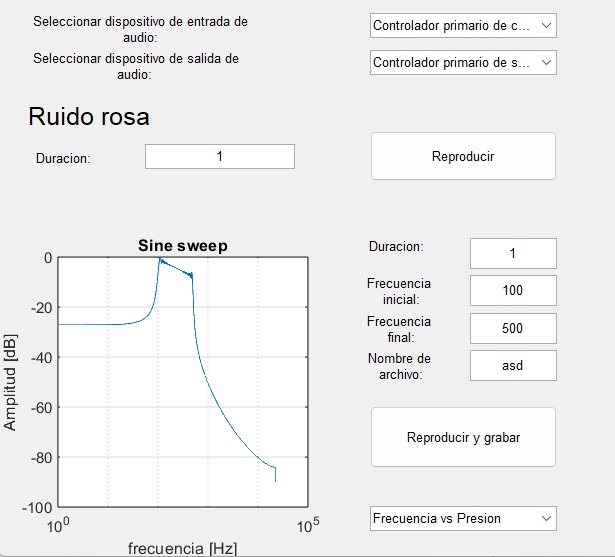 Seleccionar dispositivo de entrada de
audio:
Controlador primario de c...
Seleccionar dispositivo de salida de
audio:
Controlador primario de s...
Ruido rosa
Duracion:
1
Reproducir
Sine sweep
0
-20
-40
-60
-80
-100
Amplitud [dB]
10^0
10^5
frecuencia [Hz]
Duracion:
1
Frecuencia
inicial:
100
Frecuencia
final:
500
Nombre de
archivo:
asd
Reproducir y grabar
Frecuencia vs Presion